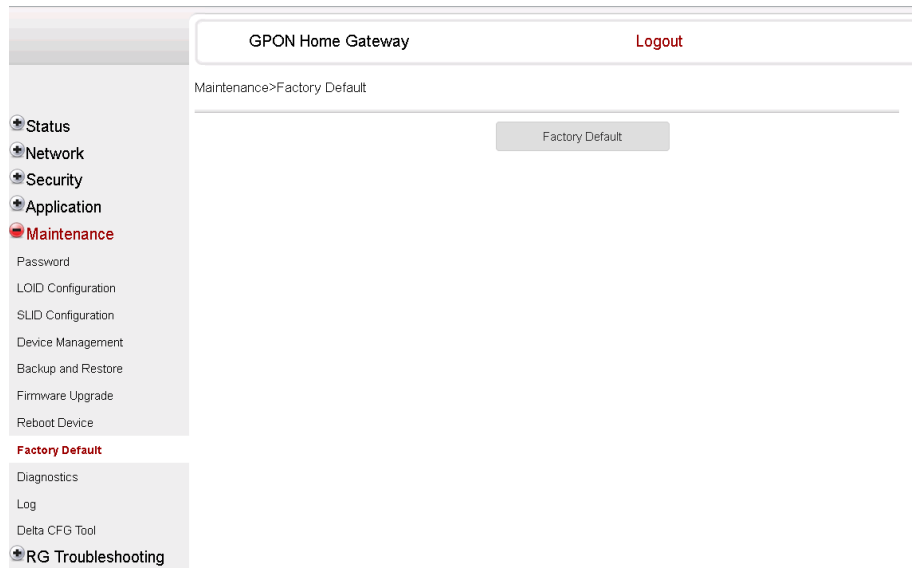 GPON Home Gateway
Logout
Maintenance>Factory Default
Factory Default
Status
Network
Security
Application
Maintenance
Password
LOID Configuration
SLID Configuration
Device Management
Backup and Restore
Firmware Upgrade
Reboot Device
Factory Default
Diagnostics
Log
Delta CFG Tool
RG Troubleshooting